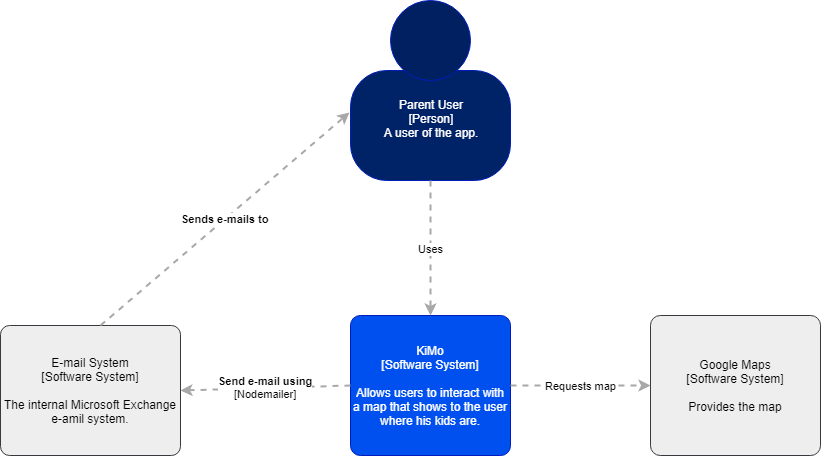 Parent User
[Person]
A user of the app.
Sends e-mails to
Uses
E-mail System
[Software System]
The internal Microsoft Exchange
e-amil system.
Send e-mail using
[Nodemailer]
KiMo
[Software System]
Allows users to interact with
a map that shows to the user
where his kids are.
Requests map
Google Maps
[Software System]
Provides the map